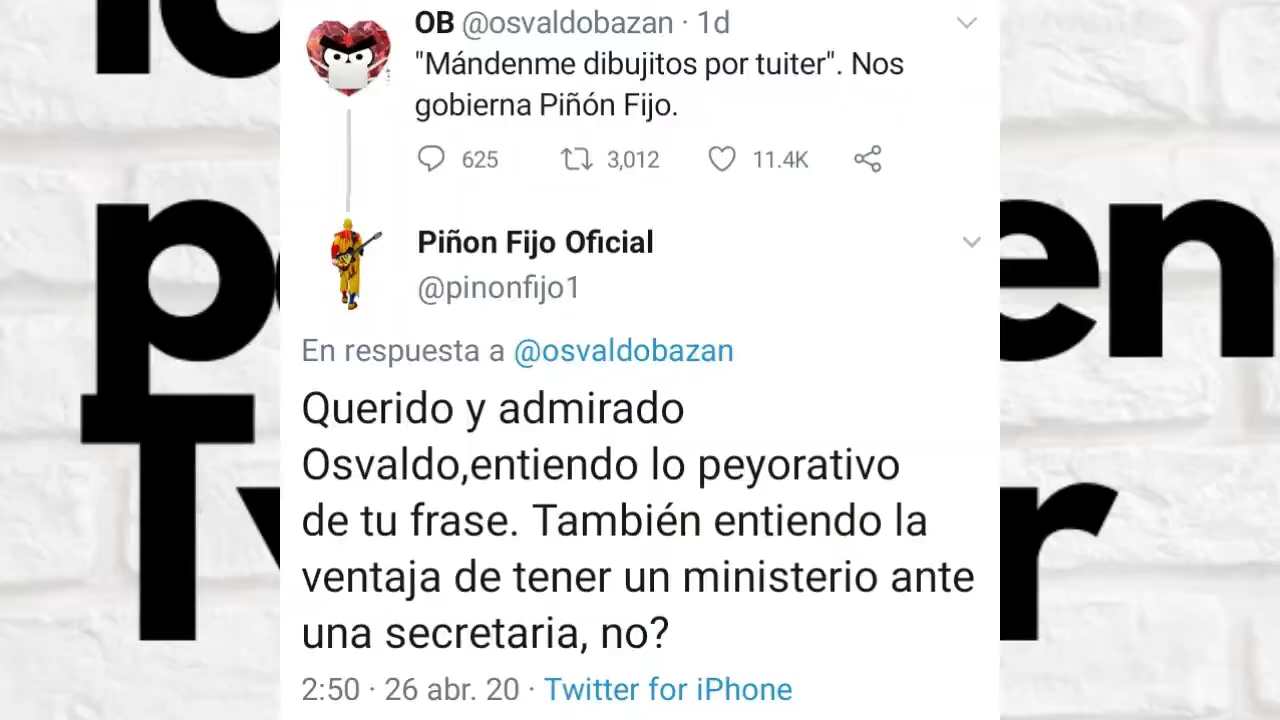 OB @osvaldobazan · 1d
"Mándenme dibujitos por tuiter". Nos
gobierna Piñón Fijo.
625 3,012 11.4K
Piñon Fijo Oficial
@pinonfijo1
En respuesta a @osvaldobazan
Querido y admirado
Osvaldo,entiendo lo peyorativo
de tu frase. También entiendo la
ventaja de tener un ministerio ante
una secretaria, no?
2:50 · 26 abr. 20 · Twitter for iPhone